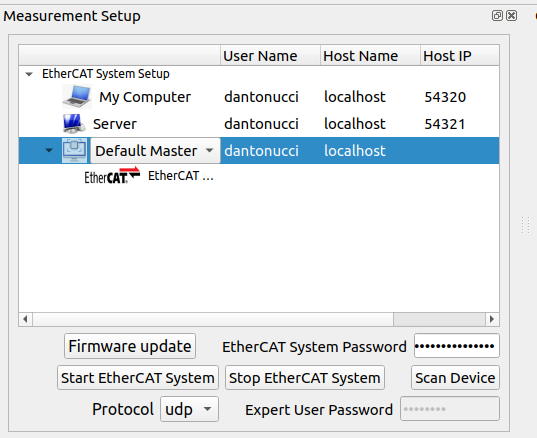 Measurement Setup
User Name Host Name Host IP
EtherCAT System Setup
My Computer dantonucci localhost 54320
Server dantonucci localhost 54321
Default Master dantonucci localhost
EtherCAT EtherCAT ...
Firmware update EtherCAT System Password •••••••••••••••
Start EtherCAT System Stop EtherCAT System Scan Device
Protocol udp Expert User Password ••••••••